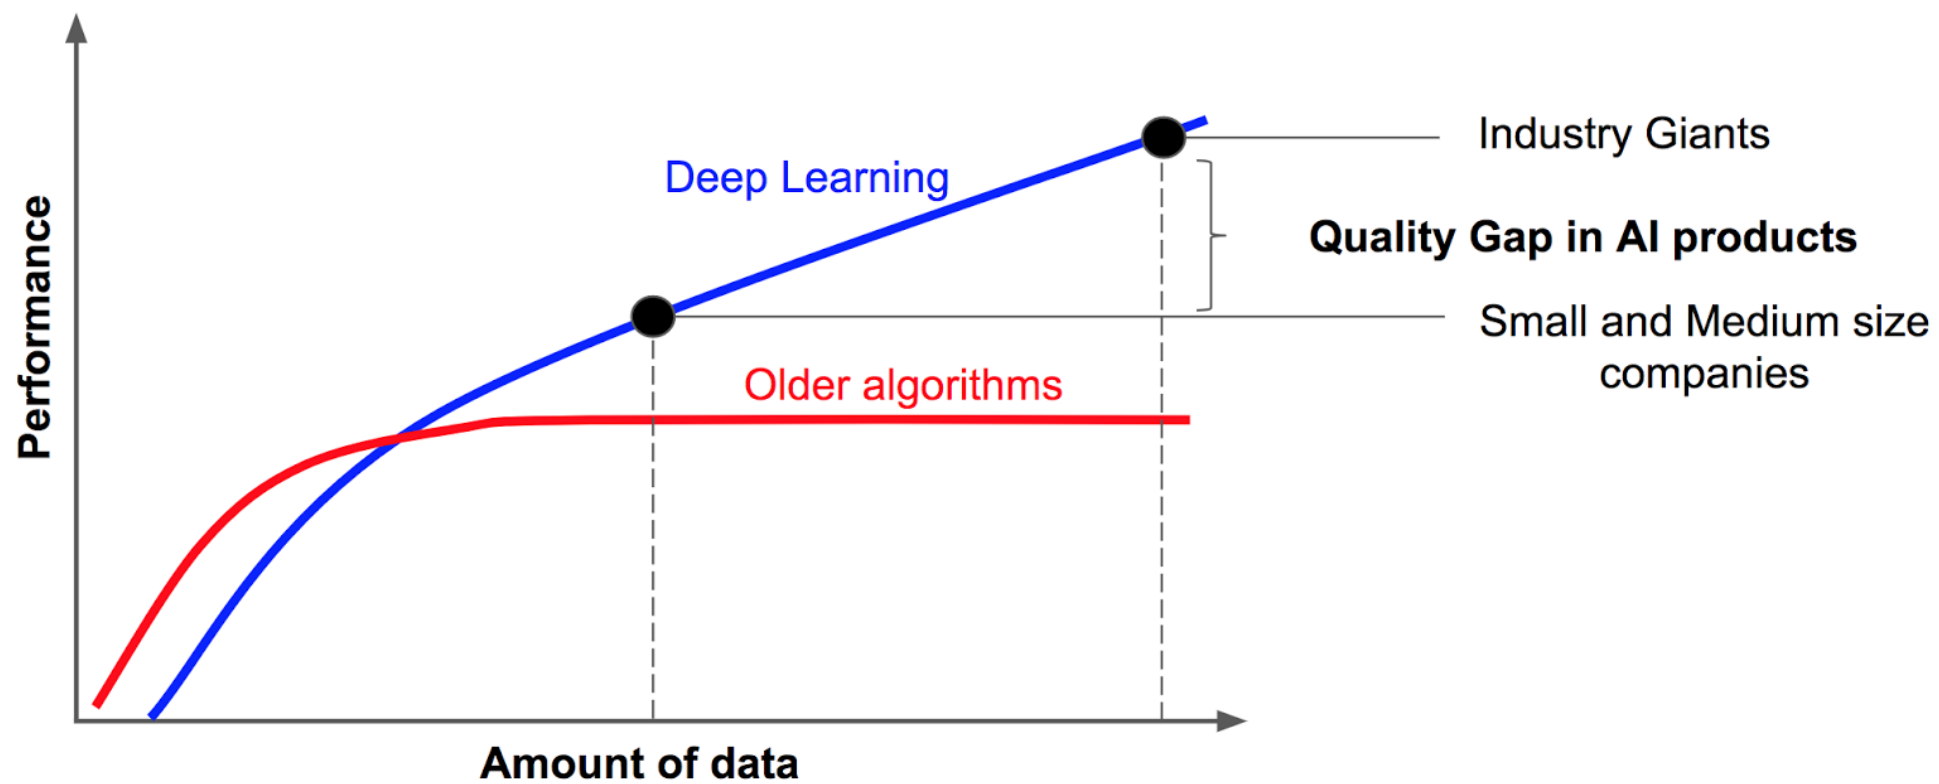 Industry Giants
Deep Learning
Quality Gap in AI products
Small and Medium size
companies
Older algorithms
Performance
Amount of data